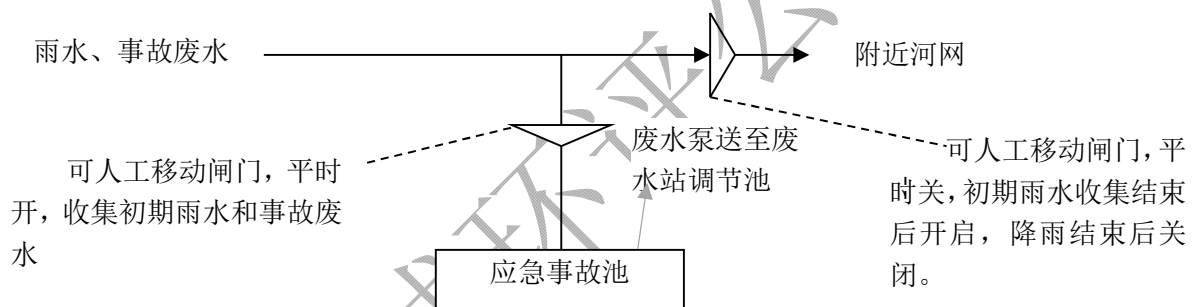 雨水、事故废水
附近河网
废水泵送至废
水站调节池
可人工移动闸门，平时
开，收集初期雨水和事故废
水
可人工移动闸门，平
时关，初期雨水收集结束
后开启，降雨结束后关
闭。
应急事故池